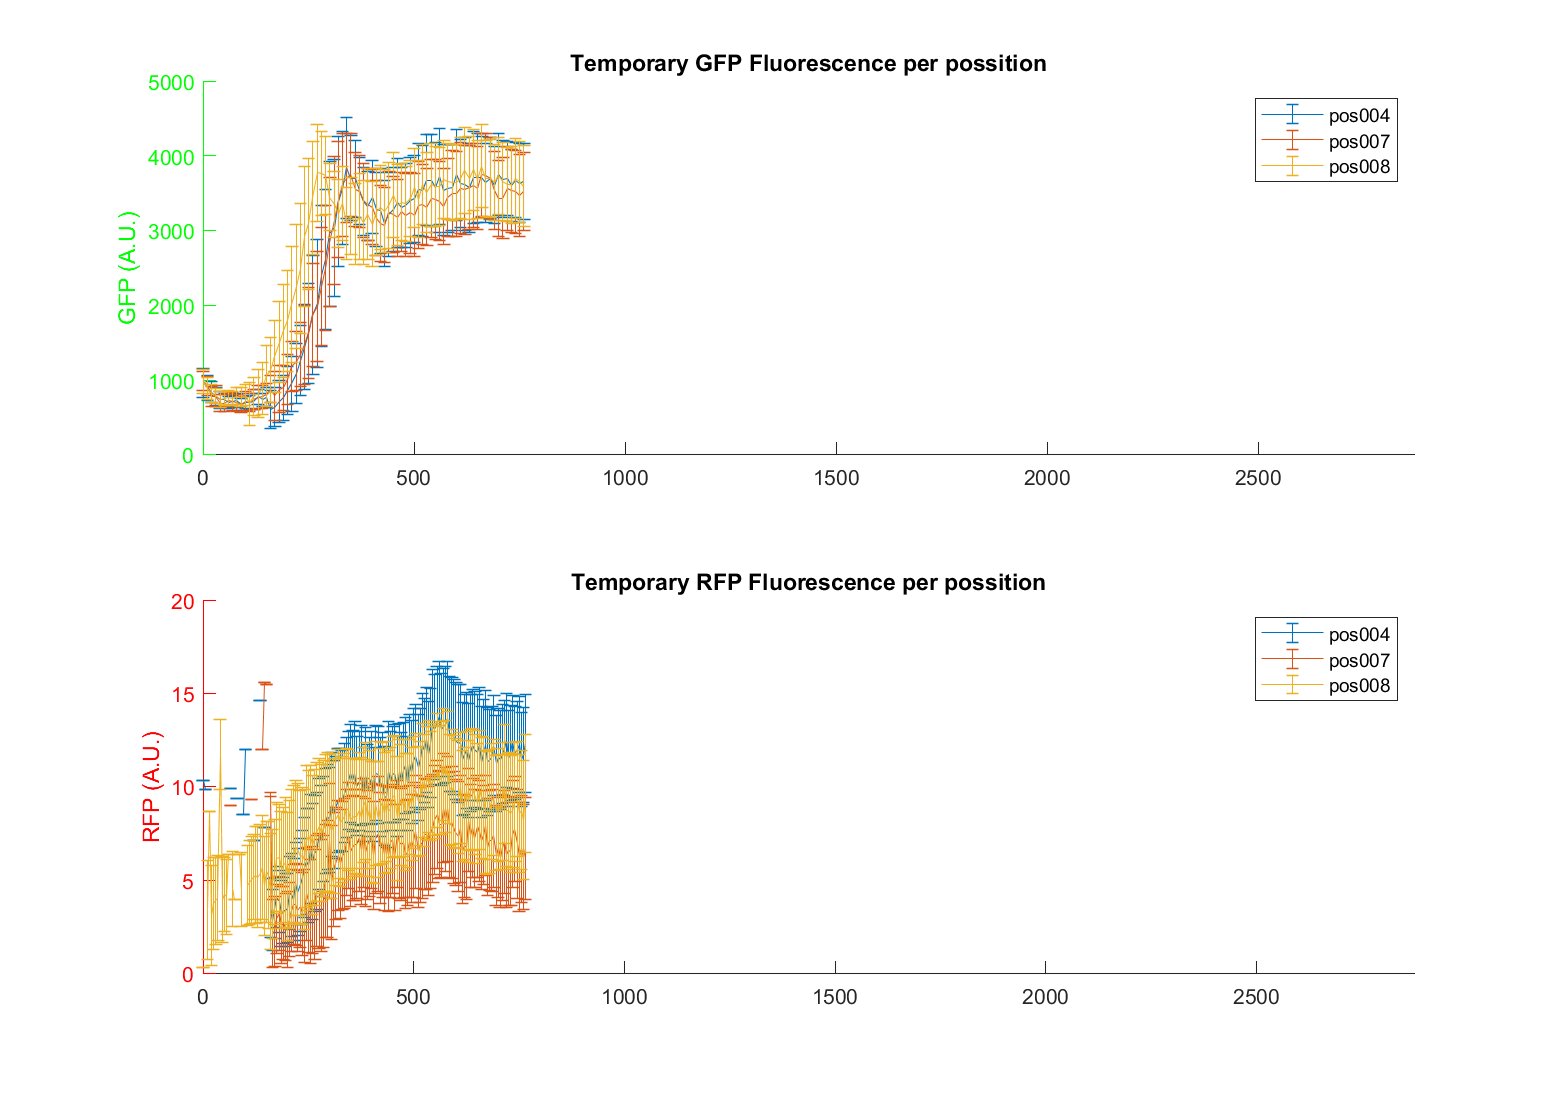 Temporary GFP Fluorescence per possition
GFP (A.U.)
5000
4000
3000
2000
1000
0
0 500 1000 1500 2000 2500
pos004
pos007
pos008
Temporary RFP Fluorescence per possition
RFP (A.U.)
20
15
10
5
0
0 500 1000 1500 2000 2500
pos004
pos007
pos008